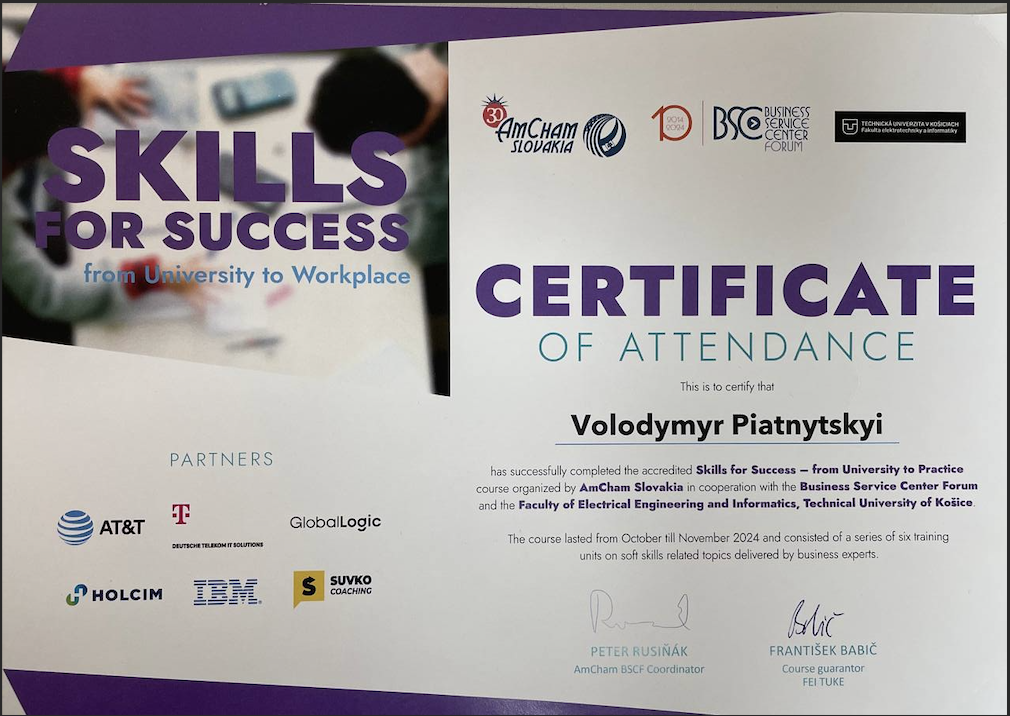 SKILLS
FOR SUCCESS
from University to Workplace
PARTNERS
AT&T
T
DEUTSCHE TELEKOM IT SOLUTIONS
GlobalLogic
HOLCIM
IBM
$ SUVKO
COACHING
30
AmCham
SLOVAKIA
10
2014
2024
BSC
BUSINESS
SERVICE
CENTER
FORUM
TECHNICKÁ UNIVERZITA V KOŠICIACH
Fakulta elektrotechniky a informatiky
CERTIFICATE
OF ATTENDANCE
This is to certify that
Volodymyr Piatnytskyi
has successfully completed the accredited Skills for Success – from University to Practice
course organized by AmCham Slovakia in cooperation with the Business Service Center Forum
and the Faculty of Electrical Engineering and Informatics, Technical University of Košice.
The course lasted from October till November 2024 and consisted of a series of six training
units on soft skills related topics delivered by business experts.
PETER RUSIŇÁK
AmCham BSCF Coordinator
Babič
FRANTIŠEK BABIČ
Course guarantor
FEI TUKE